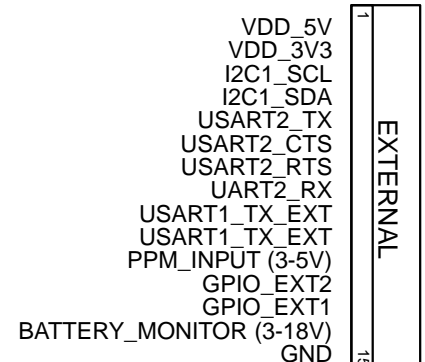 1
VDD_5V
VDD_3V3
I2C1_SCL
I2C1_SDA
USART2_TX
USART2_CTS
USART2_RTS
UART2_RX
USART1_TX_EXT
USART1_TX_EXT
PPM_INPUT (3-5V)
GPIO_EXT2
GPIO_EXT1
BATTERY_MONITOR (3-18V)
GND
15
EXTERNAL